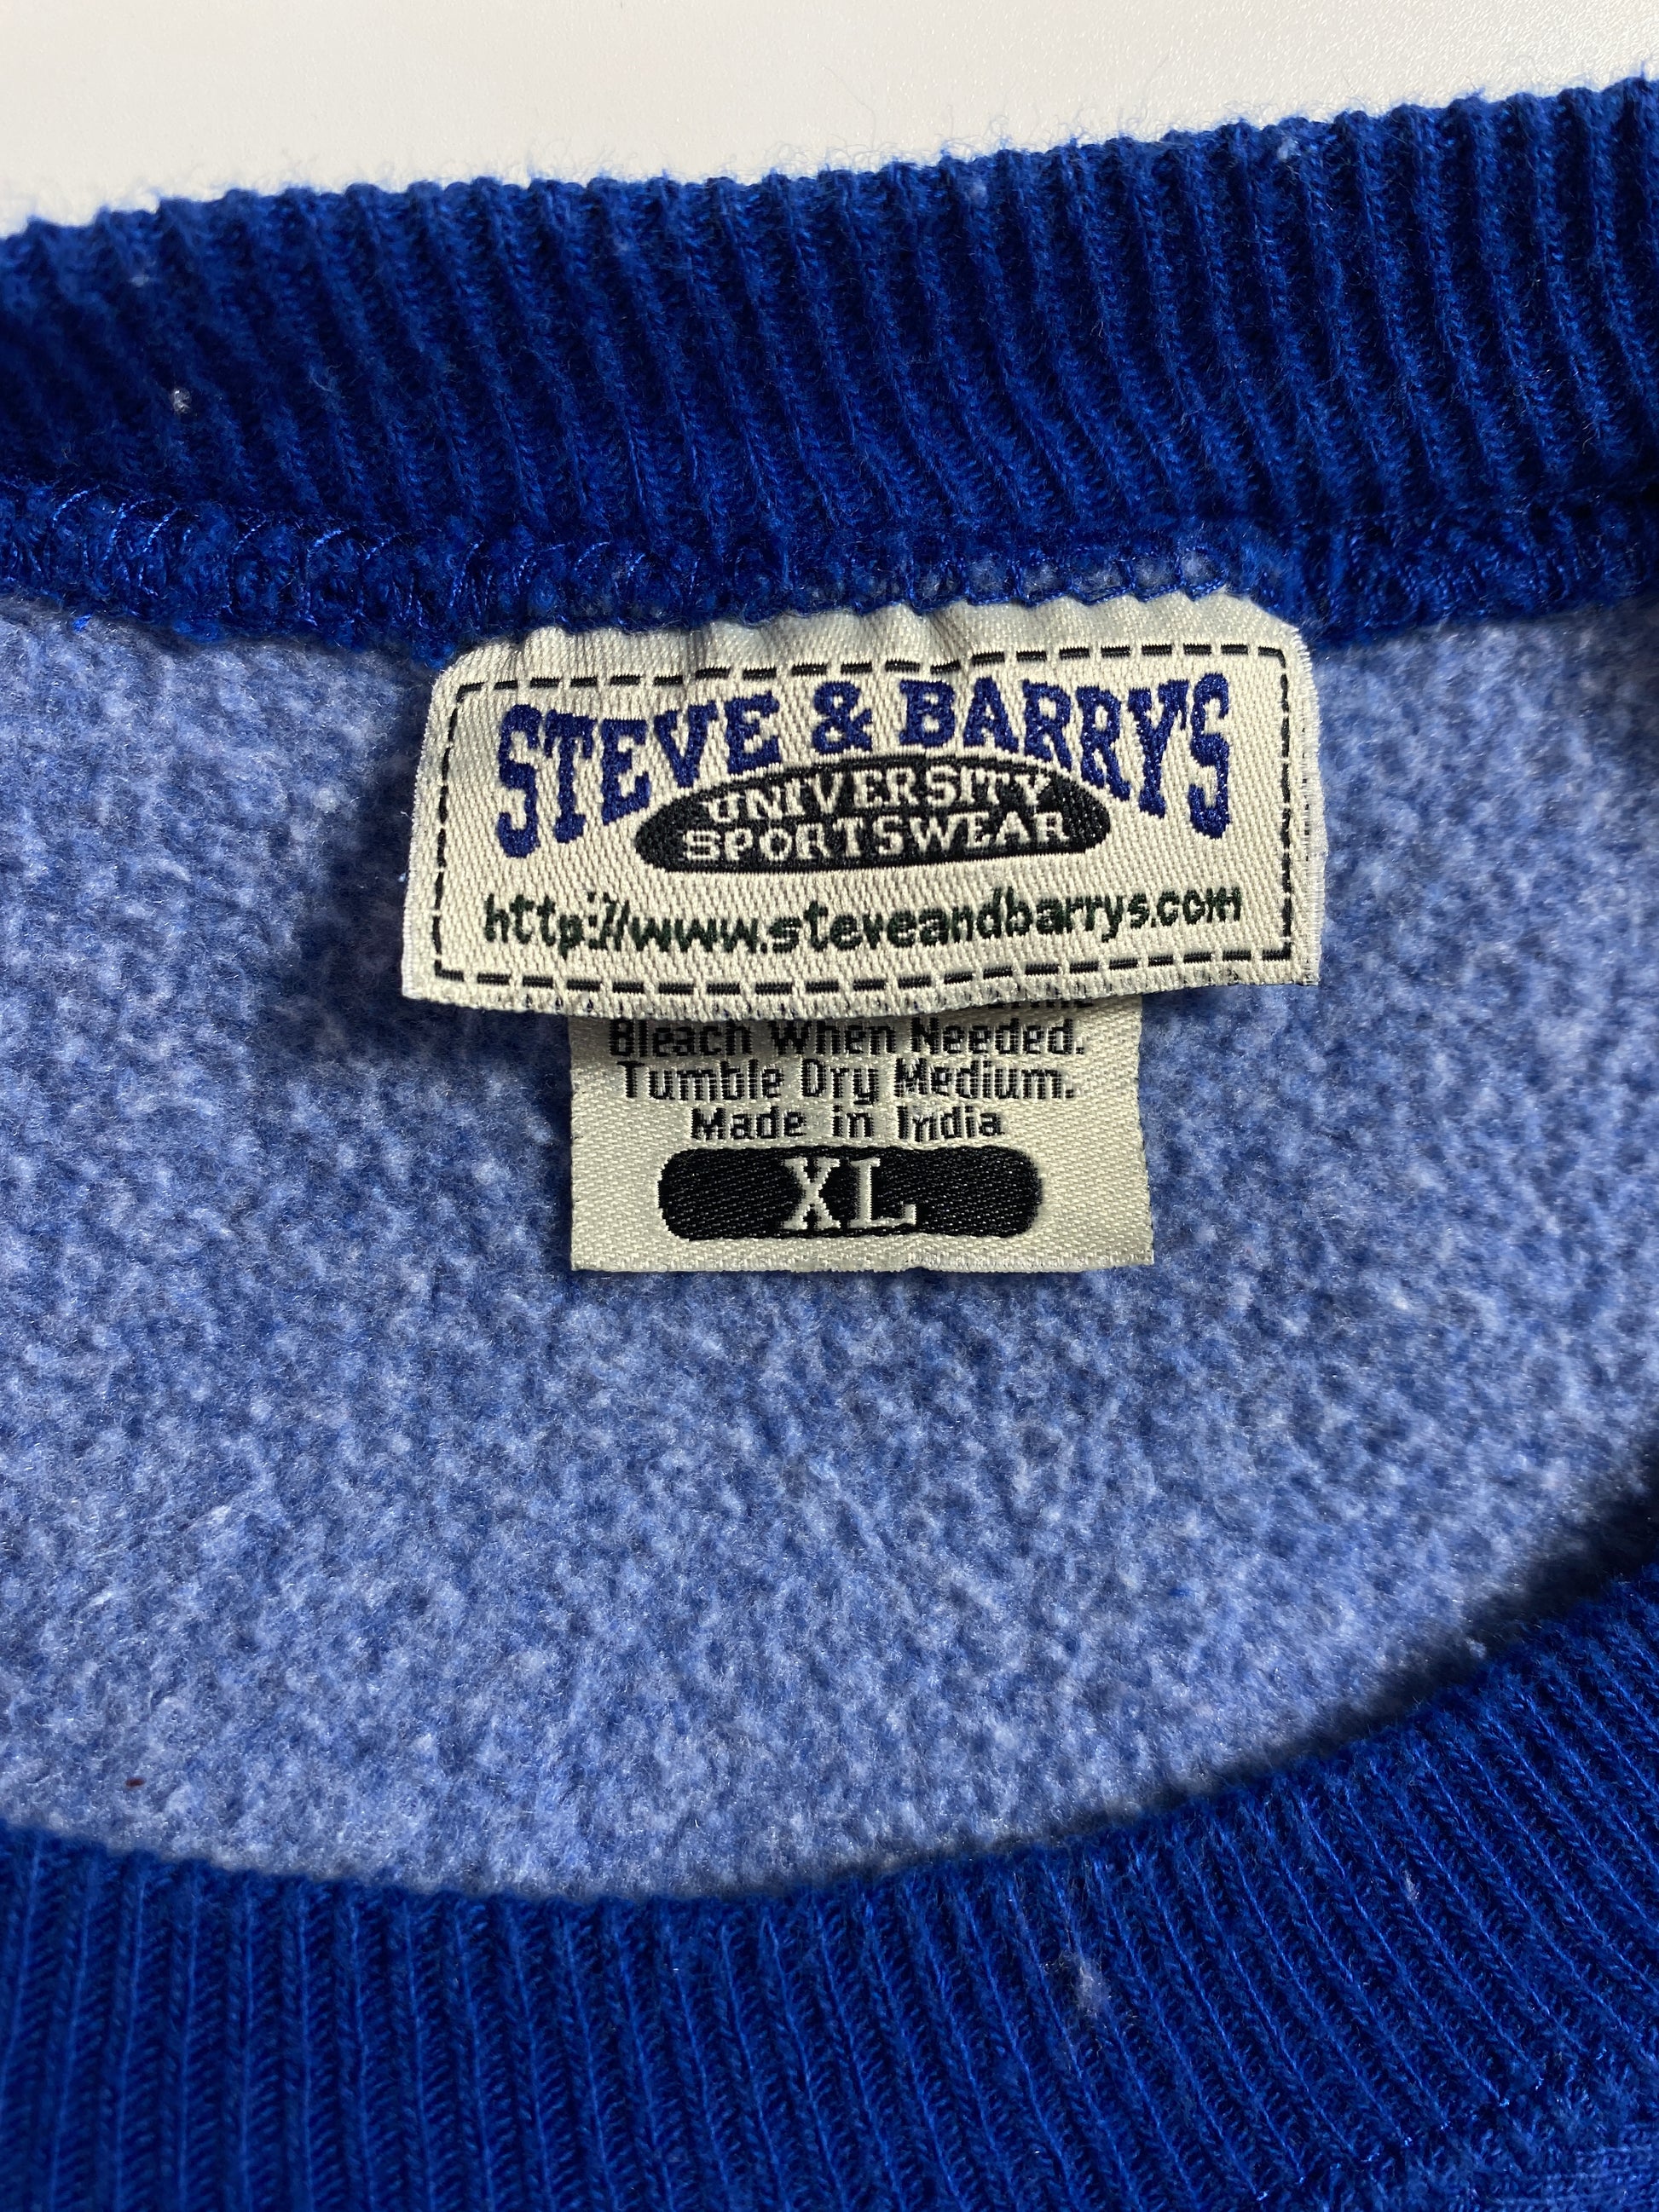 STEVE & BARRY'S
UNIVERSITY
SPORTSWEAR
http://www.steveandbarrys.com
Bleach When Needed.
Tumble Dry Medium.
Made in India
XL